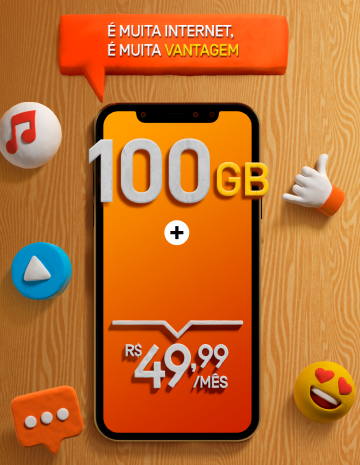 É MUITA INTERNET,
É MUITA VANTAGEM
100GB
+
R$49,99
/MÊS